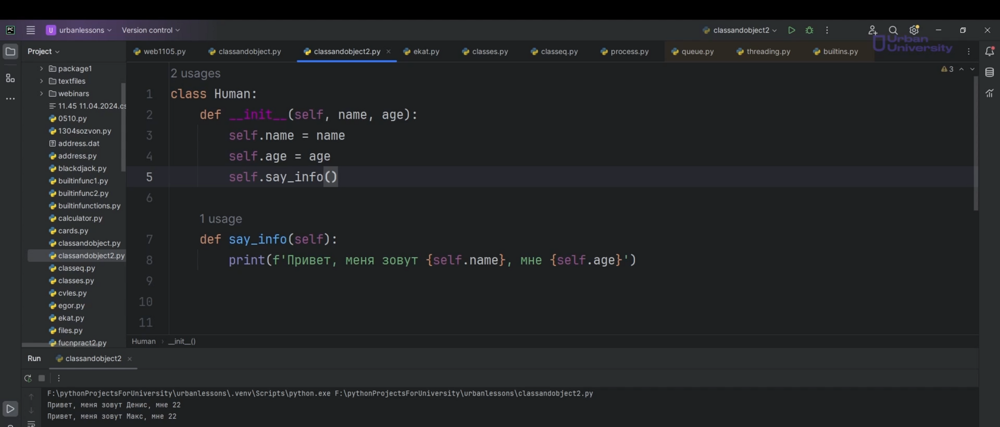 urbanlessons
Version control
classandobject2
Urban
University
Project
web1105.py
classandobject.py
classandobject2.py
ekat.py
classes.py
classeq.py
process.py
queue.py
threading.py
builtins.py
package1
textfiles
webinars
11.45 11.04.2024.cs
0510.py
1304sozvon.py
address.dat
address.py
blackdjack.py
builtinfunc1.py
builtinfunc2.py
builtinfunctions.py
calculator.py
cards.py
classandobject.py
classandobject2.py
classeq.py
classes.py
cvles.py
egor.py
ekat.py
files.py
fucnpract2.py
3
2 usages
1 class Human:
2 def __init__(self, name, age):
3 self.name = name
4 self.age = age
5 self.say_info()
6
1 usage
7 def say_info(self):
8 print(f'Привет, меня зовут {self.name}, мне {self.age}')
9
10
11
Human › __init__()
Run
classandobject2
F:\pythonProjectsForUniversity\urbanlessons\.venv\Scripts\python.exe F:\pythonProjectsForUniversity\urbanlessons\classandobject2.py
Привет, меня зовут Денис, мне 22
Привет, меня зовут Макс, мне 22